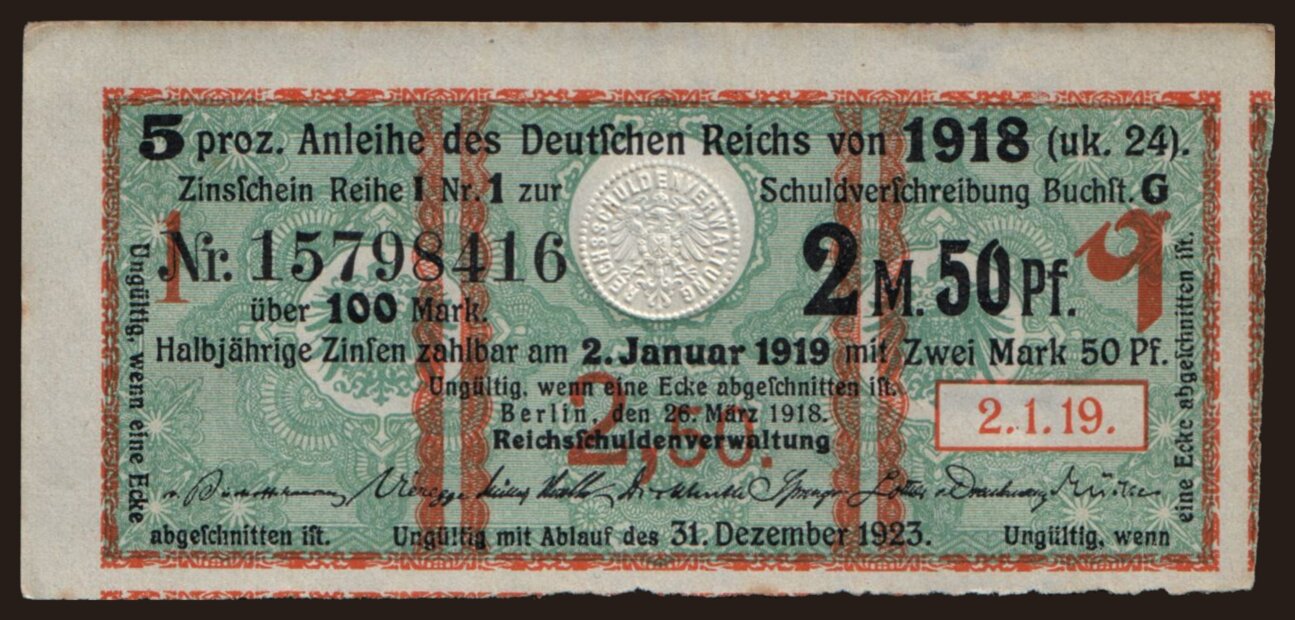 5 proz. Anleihe des Deutſchen Reichs von 1918 (uk. 24).
Zinsſchein Reihe I Nr. 1 zur Schuldverſchreibung Buchſt. G
REICHSSCHULDENVERWALTUNG
1
Nr. 15798416
2 M. 50 Pf.
q
über 100 Mark.
Halbjährige Zinſen zahlbar am 2. Januar 1919 mit Zwei Mark 50 Pf.
Ungültig, wenn eine Ecke abgeſchnitten iſt.
Berlin, den 26. März 1918.
Reichsſchuldenverwaltung
2,50.
2.1.19.
Ungültig, wenn eine Ecke
abgeſchnitten iſt.
Ungültig mit Ablauf des 31. Dezember 1923.
Ungültig, wenn
eine Ecke abgeſchnitten iſt.